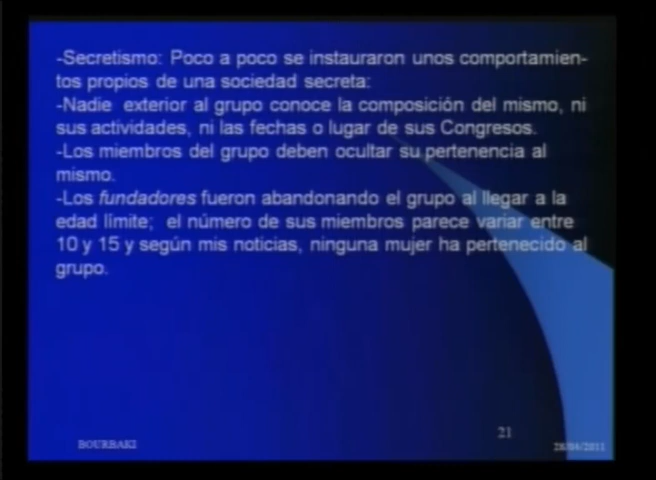 -Secretismo: Poco a poco se instauraron unos comportamien-
tos propios de una sociedad secreta:
-Nadie exterior al grupo conoce la composición del mismo, ni
sus actividades, ni las fechas o lugar de sus Congresos.
-Los miembros del grupo deben ocultar su pertenencia al
mismo.
-Los fundadores fueron abandonando el grupo al llegar a la
edad límite; el número de sus miembros parece variar entre
10 y 15 y según mis noticias, ninguna mujer ha pertenecido al
grupo.
BOURBAKI
21
28/04/2011